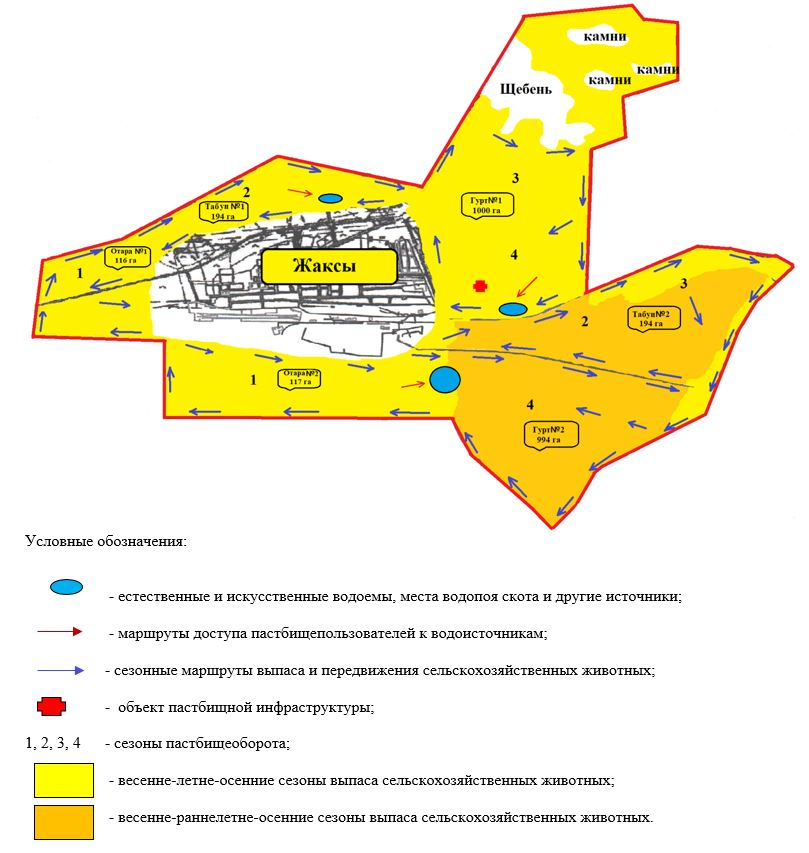 камни
камни
камни
Щебень
3
2
Табун №1
194 га
Гурт№1
1000 га
Отара №1
116 га
1
Жаксы
4
3
2
Табун№2
194 га
1
Отара№2
117 га
4
Гурт№2
994 га
Условные обозначения:
- естественные и искусственные водоемы, места водопоя скота и другие источники;
- маршруты доступа пастбищепользователей к водоисточникам;
- сезонные маршруты выпаса и передвижения сельскохозяйственных животных;
- объект пастбищной инфраструктуры;
1, 2, 3, 4 - сезоны пастбищеоборота;
- весенне-летне-осенние сезоны выпаса сельскохозяйственных животных;
- весенне-раннелетне-осенние сезоны выпаса сельскохозяйственных животных.